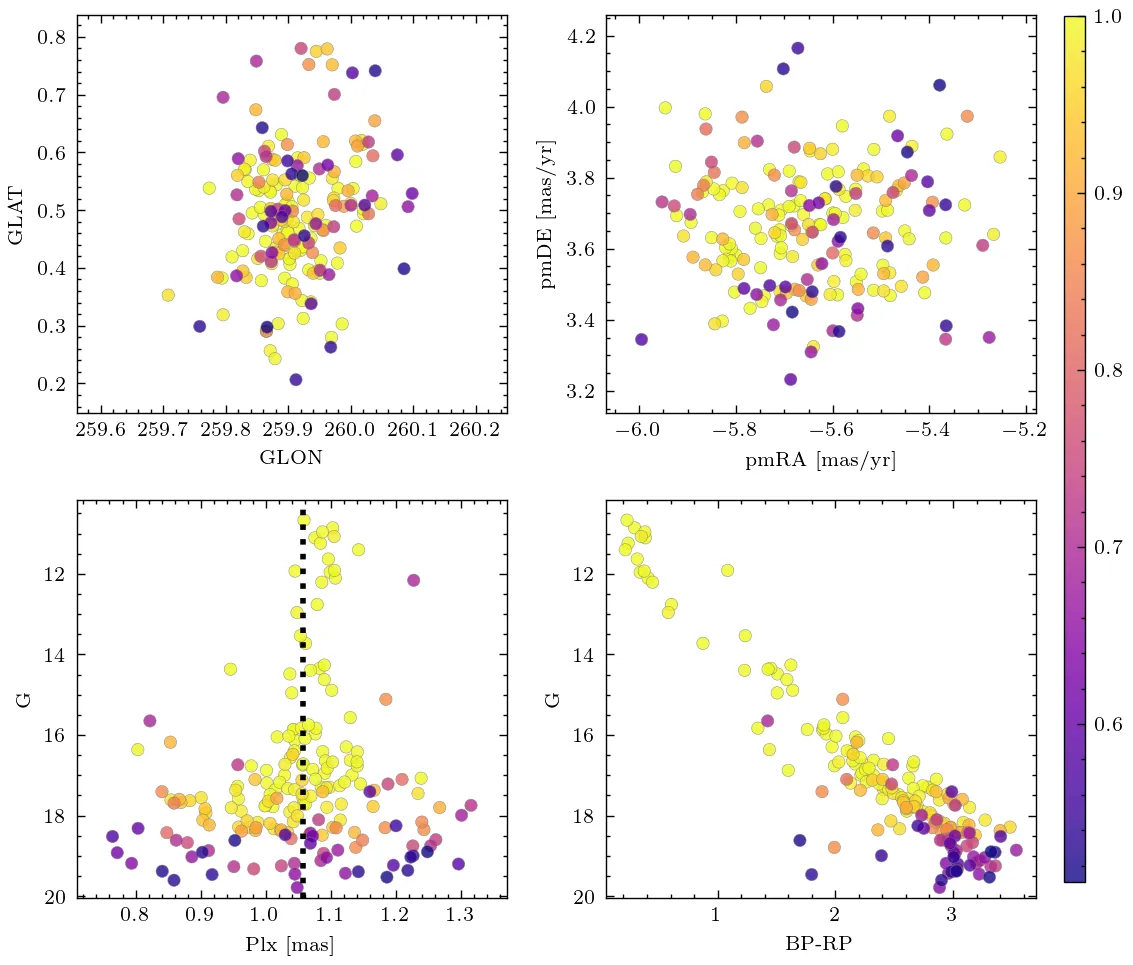 0.8
0.7
0.6
0.5
0.4
0.3
0.2
GLAT
259.6 259.7 259.8 259.9 260.0 260.1 260.2
GLON
4.2
4.0
3.8
3.6
3.4
3.2
pmDE [mas/yr]
−6.0 −5.8 −5.6 −5.4 −5.2
pmRA [mas/yr]
12
14
16
18
20
G
0.8 0.9 1.0 1.1 1.2 1.3
Plx [mas]
12
14
16
18
20
G
1 2 3
BP-RP
1.0
0.9
0.8
0.7
0.6